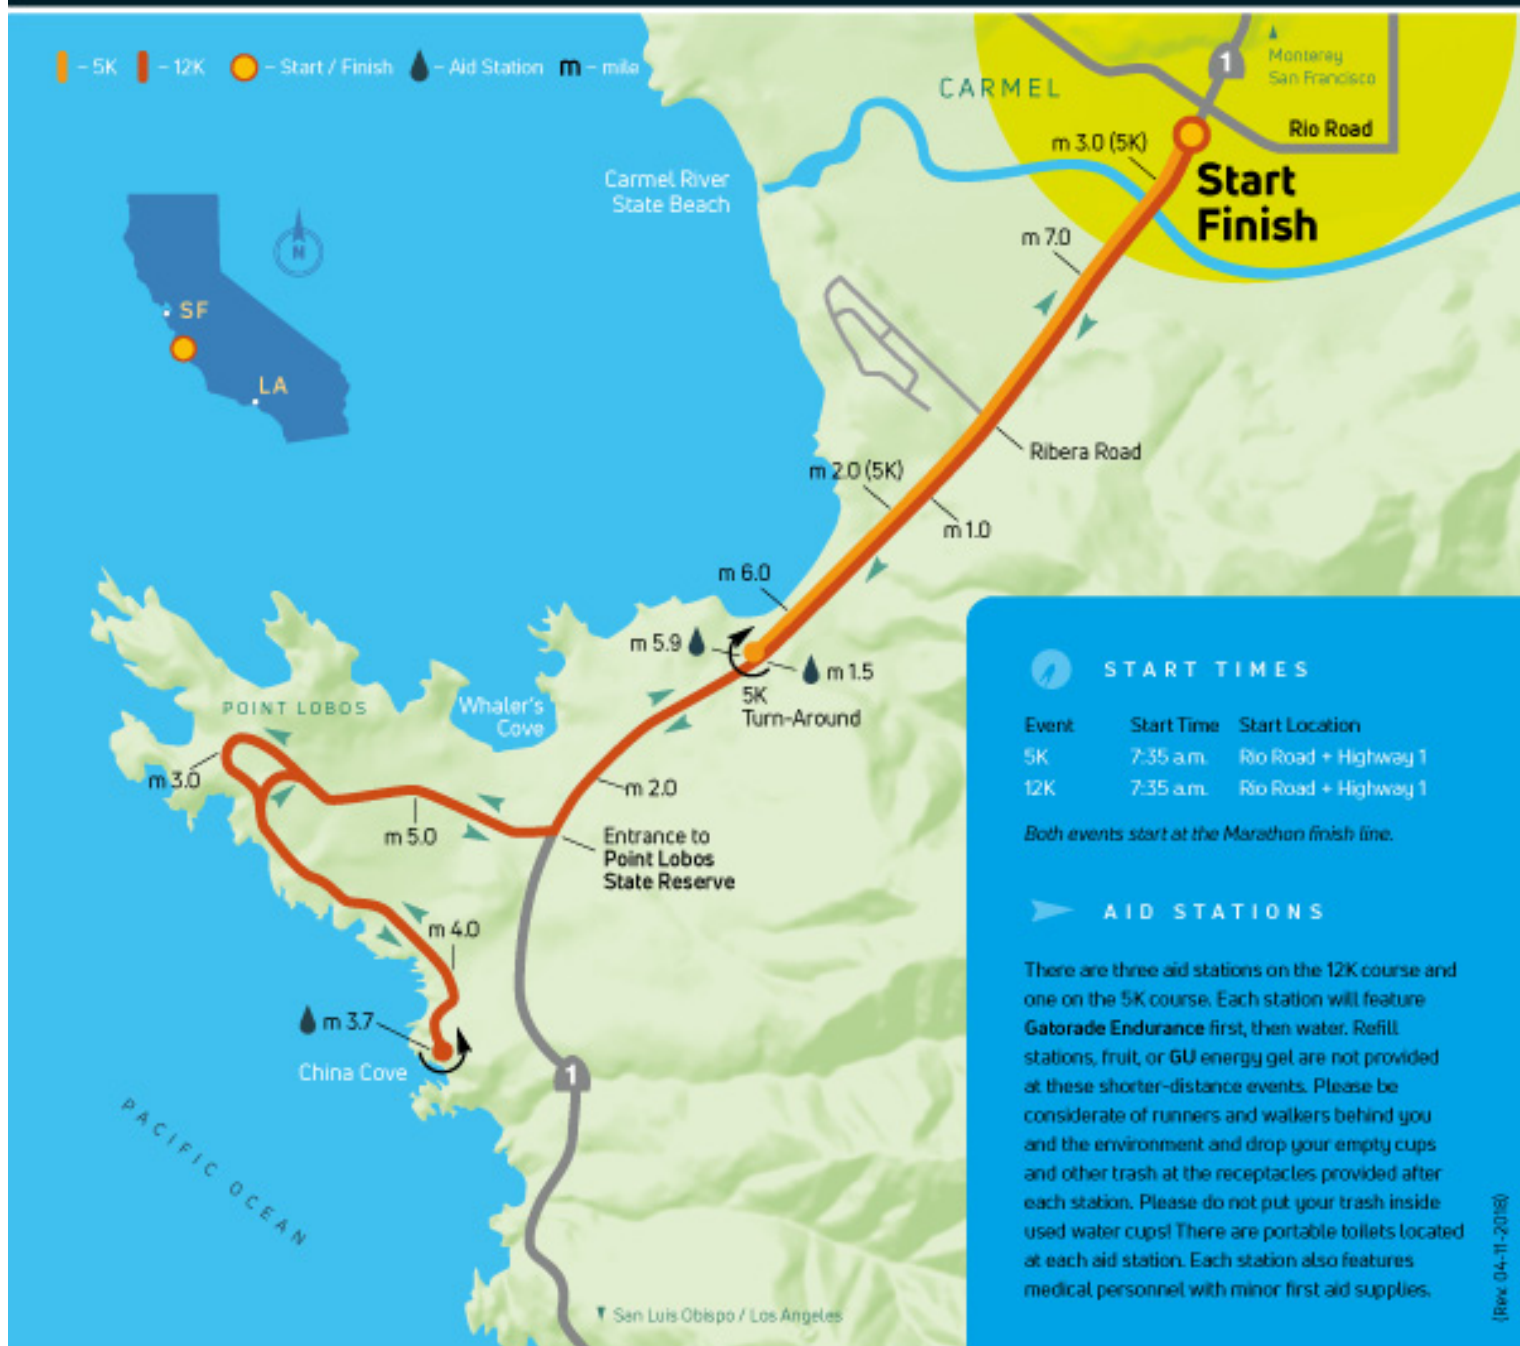 - 5K
- 12K
- Start / Finish
- Aid Station
m - mile
N
SF
LA
CARMEL
1
Monterey
San Francisco
Rio Road
m 3.0 (5K)
Start
Finish
Carmel River
State Beach
m 7.0
Ribera Road
m 2.0 (5K)
m 1.0
m 6.0
m 5.9
m 1.5
5K
Turn-Around
Whaler's
Cove
POINT LOBOS
m 3.0
m 2.0
m 5.0
Entrance to
Point Lobos
State Reserve
m 4.0
m 3.7
China Cove
1
PACIFIC OCEAN
San Luis Obispo / Los Angeles
START TIMES
Event Start Time Start Location
5K 7:35 a.m. Rio Road + Highway 1
12K 7:35 a.m. Rio Road + Highway 1
Both events start at the Marathon finish line.
AID STATIONS
There are three aid stations on the 12K course and
one on the 5K course. Each station will feature
Gatorade Endurance first, then water. Refill
stations, fruit, or GU energy gel are not provided
at these shorter-distance events. Please be
considerate of runners and walkers behind you
and the environment and drop your empty cups
and other trash at the receptacles provided after
each station. Please do not put your trash inside
used water cups! There are portable toilets located
at each aid station. Each station also features
medical personnel with minor first aid supplies.
(Rev. 04-11-2018)